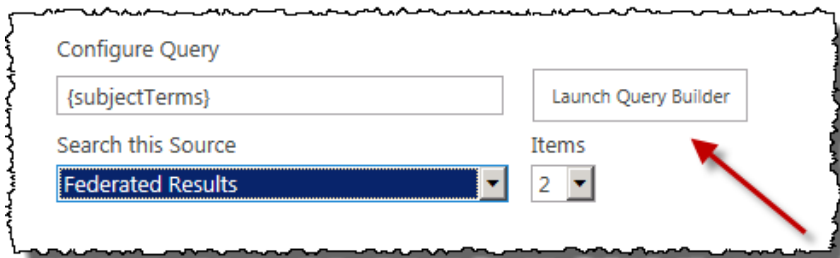 Configure Query
{subjectTerms}
Launch Query Builder
Search this Source
Items
Federated Results
2